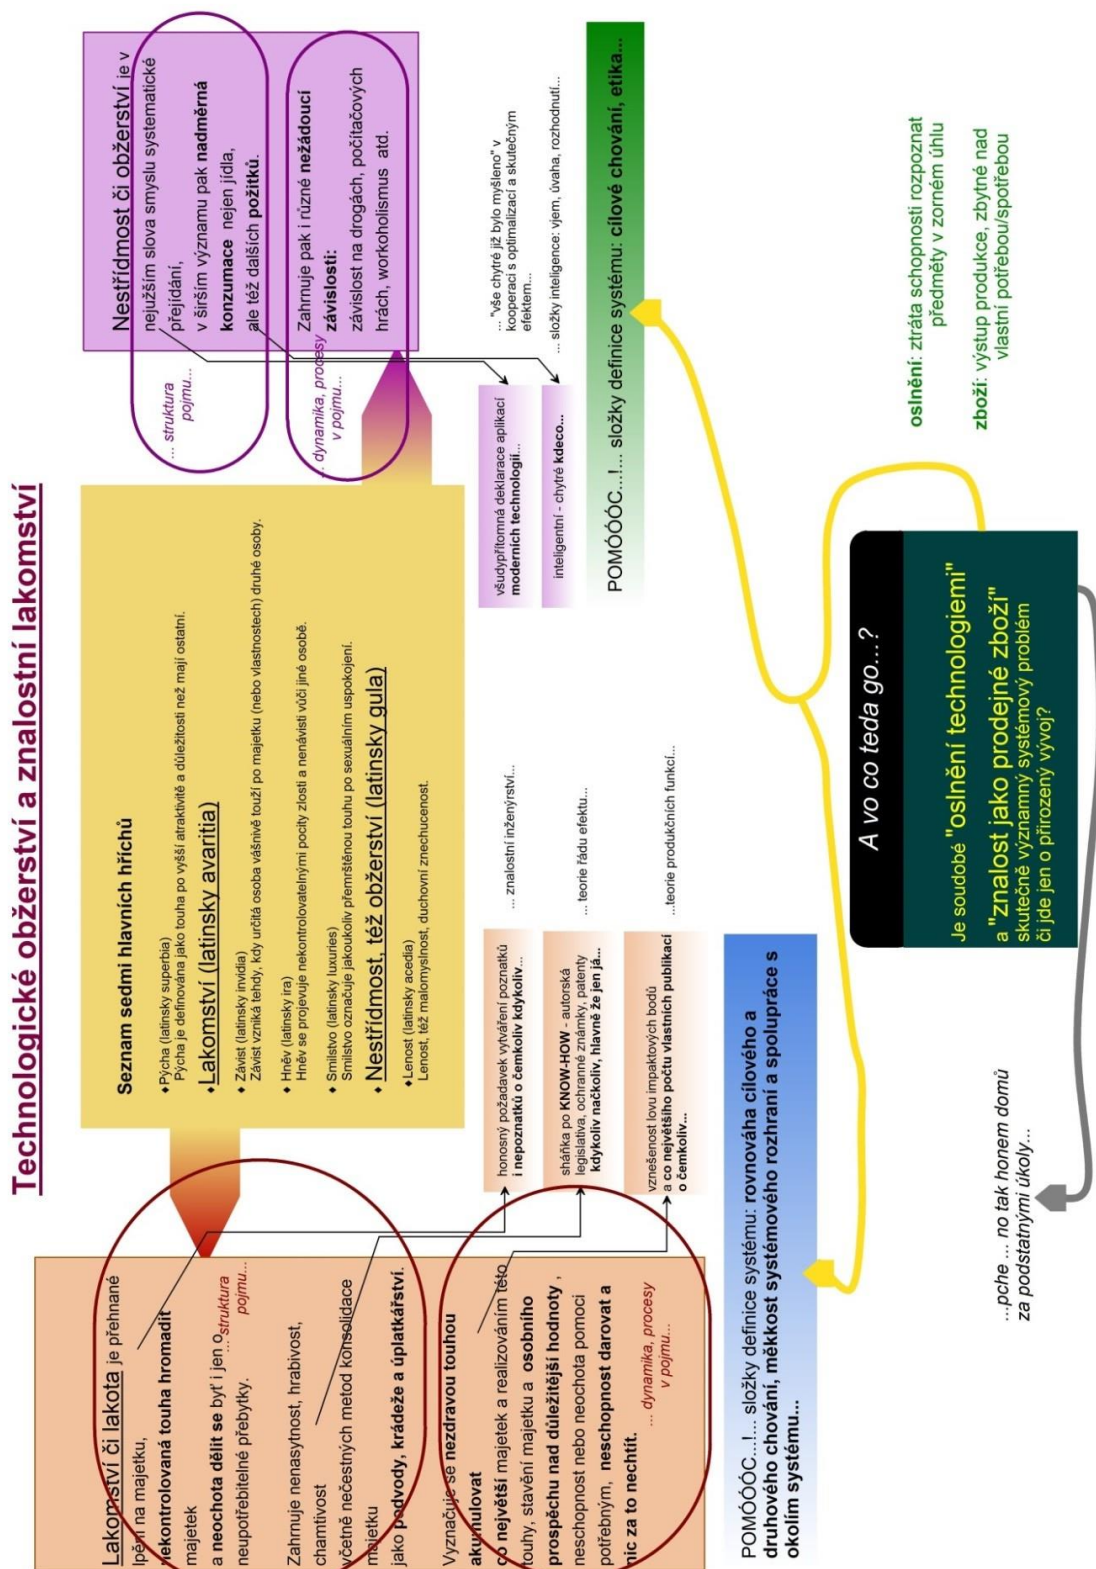 Technologické obžerství a znalostní lakomství
Lakomství či lakota je přehnané
lpění na majetku,
nekontrolovaná touha hromadit
majetek
a neochota dělit se byť i jen o
neupotřebitelné přebytky.
...struktura
pojmu...
Zahrnuje nenasytnost, hrabivost,
chamtivost
včetně nečestných metod konsolidace
majetku
jako podvody, krádeže a úplatkářství.
Vyznačuje se nezdravou touhou
akumulovat
co největší majetek a realizováním této
touhy, stavění majetku a osobního
prospěchu nad důležitější hodnoty ,
neschopnost nebo neochota pomoci
potřebným, neschopnost darovat a
nic za to nechtít.
... dynamika, procesy
v pojmu...
Seznam sedmi hlavních hříchů
♦Pýcha (latinsky superbia)
Pýcha je definována jako touha po vyšší atraktivitě a důležitosti než mají ostatní.
♦Lakomství (latinsky avaritia)
♦ Závist (latinsky invidia)
Závist vzniká tehdy, kdy určitá osoba vášnivě touží po majetku (nebo vlastnostech) druhé osoby.
♦ Hněv (latinsky ira)
Hněv se projevuje nekontrolovatelnými pocity zlosti a nenávisti vůči jiné osobě.
♦Smilstvo (latinsky luxuries)
Smilstvo označuje jakoukoliv přemrštěnou touhu po sexuálním uspokojení.
♦Nestřídmost, též obžerství (latinsky gula)
♦Lenost (latinsky acedia)
Lenost, též malomyslnost, duchovní znechucenost.
Nestřídmost či obžerství je v
nejužším slova smyslu systematické
přejídání,
v širším významu pak nadměrná
konzumace nejen jídla,
ale též dalších požitků.
... struktura
pojmu...
Zahrnuje pak i různé nežádoucí
závislosti:
závislost na drogách, počítačových
hrách, workoholismus atd.
... dynamika, procesy
v pojmu...
honosný požadavek vytváření poznatků
i nepoznatků o čemkoliv kdykoliv...
... znalostní inženýrství...
sháňka po KNOW-HOW - autorská
legislativa, ochranné známky, patenty
kdykoliv načkoliv, hlavně že jen já...
... teorie řádu efektu...
vznešenost lovu impaktových bodů
a co největšího počtu vlastních publikací
o čemkoliv...
...teorie produkčních funkcí...
všudypřítomná deklarace aplikací
moderních technologií...
... "vše chytré již bylo myšleno" v
kooperaci s optimalizací a skutečným
efektem...
inteligentní - chytré kdeco...
... složky inteligence: vjem, úvaha, rozhodnutí...
POMÓÓÓC...!... složky definice systému: rovnováha cílového a
druhového chování, měkkost systémového rozhraní a spolupráce s
okolím systému...
POMÓÓÓC...!... složky definice systému: cílové chování, etika...
A vo co teda go...?
Je soudobé "oslnění technologiemi"
a "znalost jako prodejné zboží"
skutečně významný systémový problém
či jde jen o přirozený vývoj?
oslnění: ztráta schopnosti rozpoznat
předměty v zorném úhlu
zboží: výstup produkce, zbytné nad
vlastní potřebou/spotřebou
...pche ... no tak honem domů
za podstatnými úkoly...